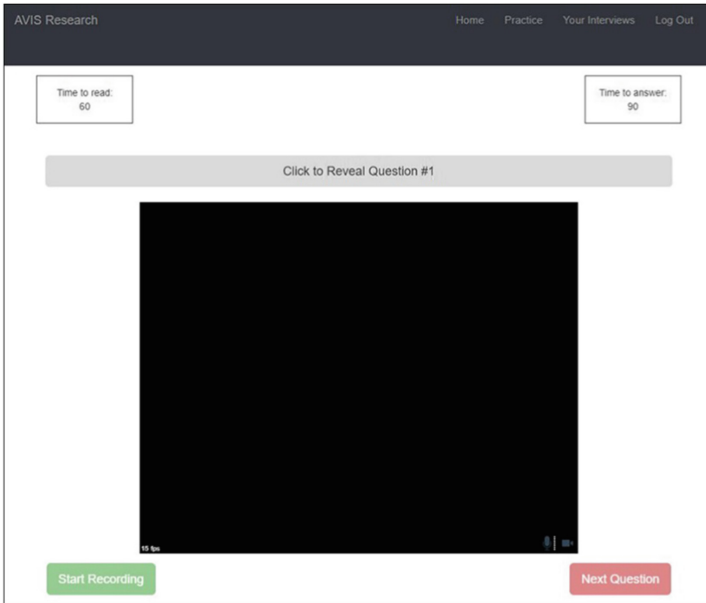 AVIS Research
Home Practice Your Interviews Log Out
Time to read:
60
Time to answer:
90
Click to Reveal Question #1
15 fps
Start Recording
Next Question